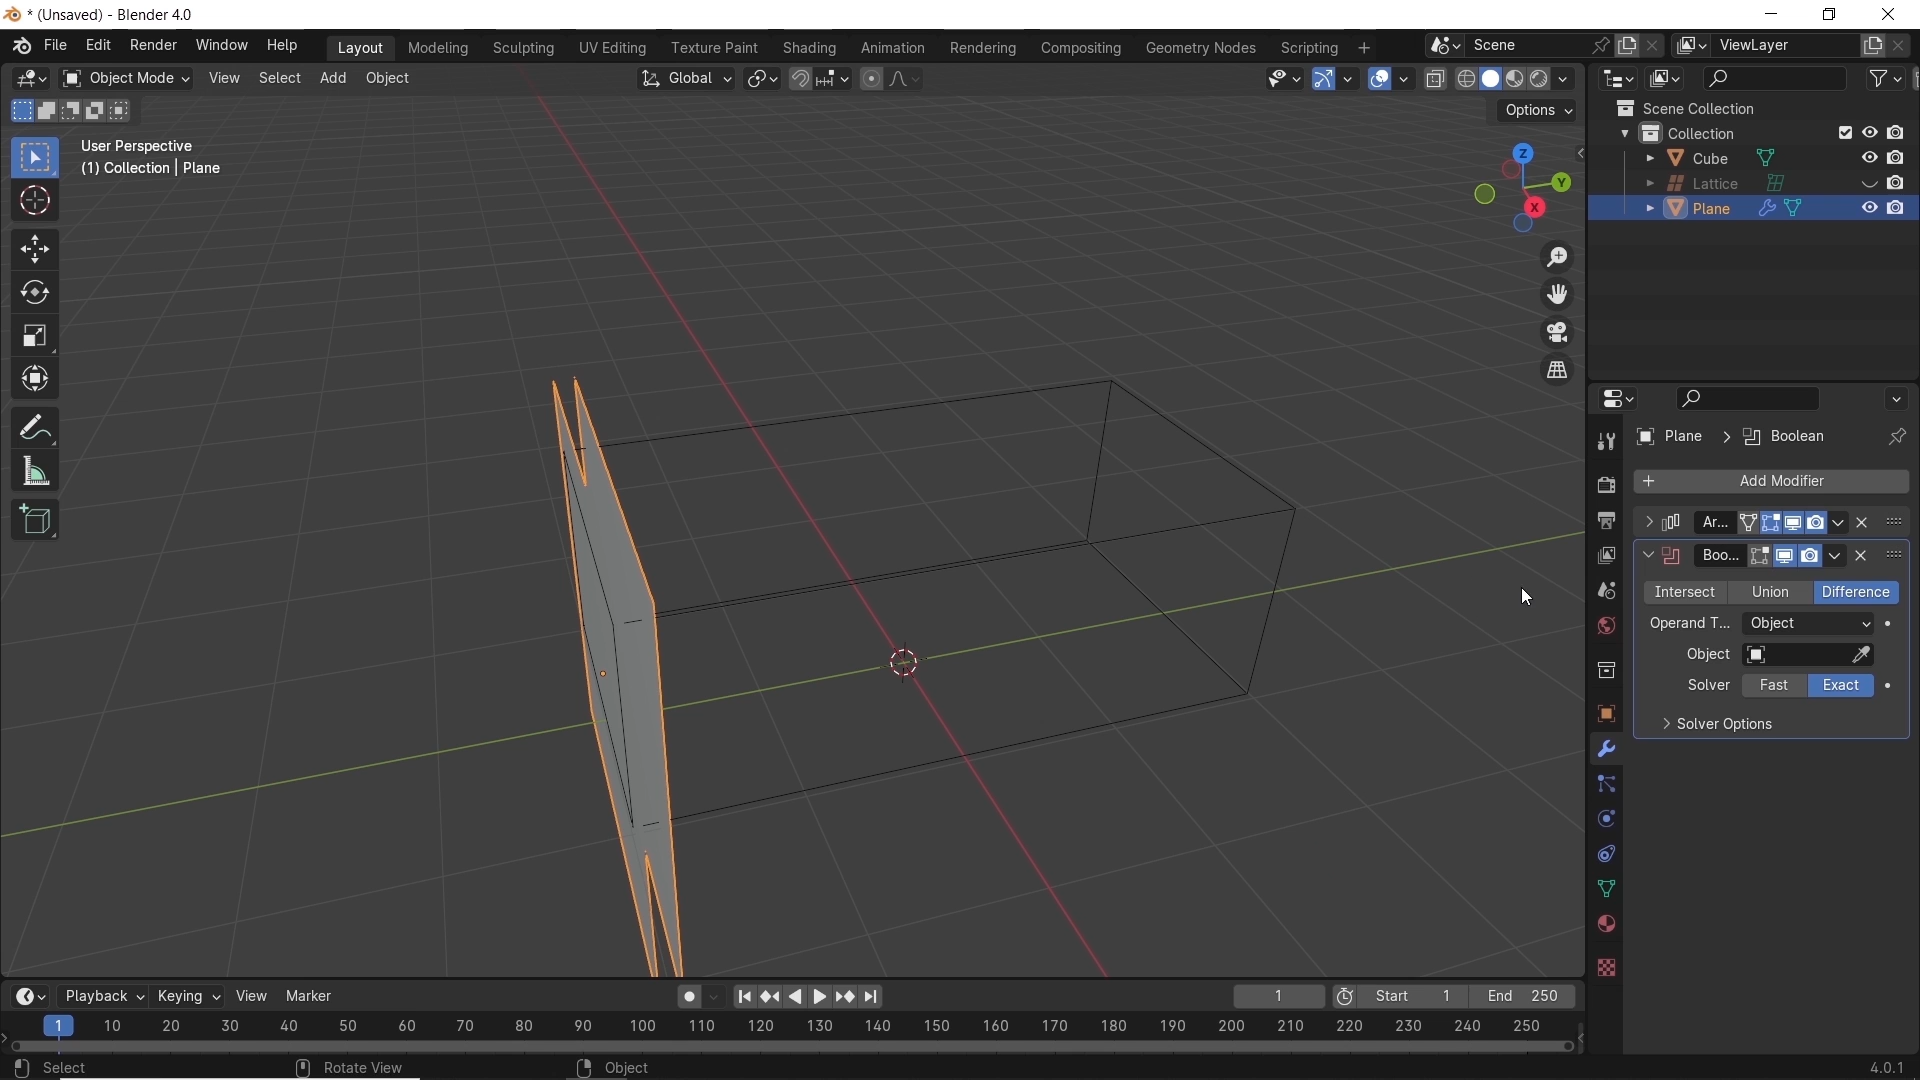 * (Unsaved) - Blender 4.0
File Edit Render Window Help
Layout Modeling Sculpting UV Editing Texture Paint Shading Animation Rendering Compositing Geometry Nodes Scripting +
Scene ViewLayer
Object Mode View Select Add Object Global
Options
User Perspective
(1) Collection | Plane
Z
Y
X
Scene Collection
Collection
Cube
Lattice
Plane
Plane > Boolean
+ Add Modifier
Ar...
Boo...
Intersect Union Difference
Operand T... Object
Object
Solver Fast Exact
Solver Options
Playback Keying View Marker
1 Start 1 End 250
1 10 20 30 40 50 60 70 80 90 100 110 120 130 140 150 160 170 180 190 200 210 220 230 240 250
Select Rotate View Object 4.0.1